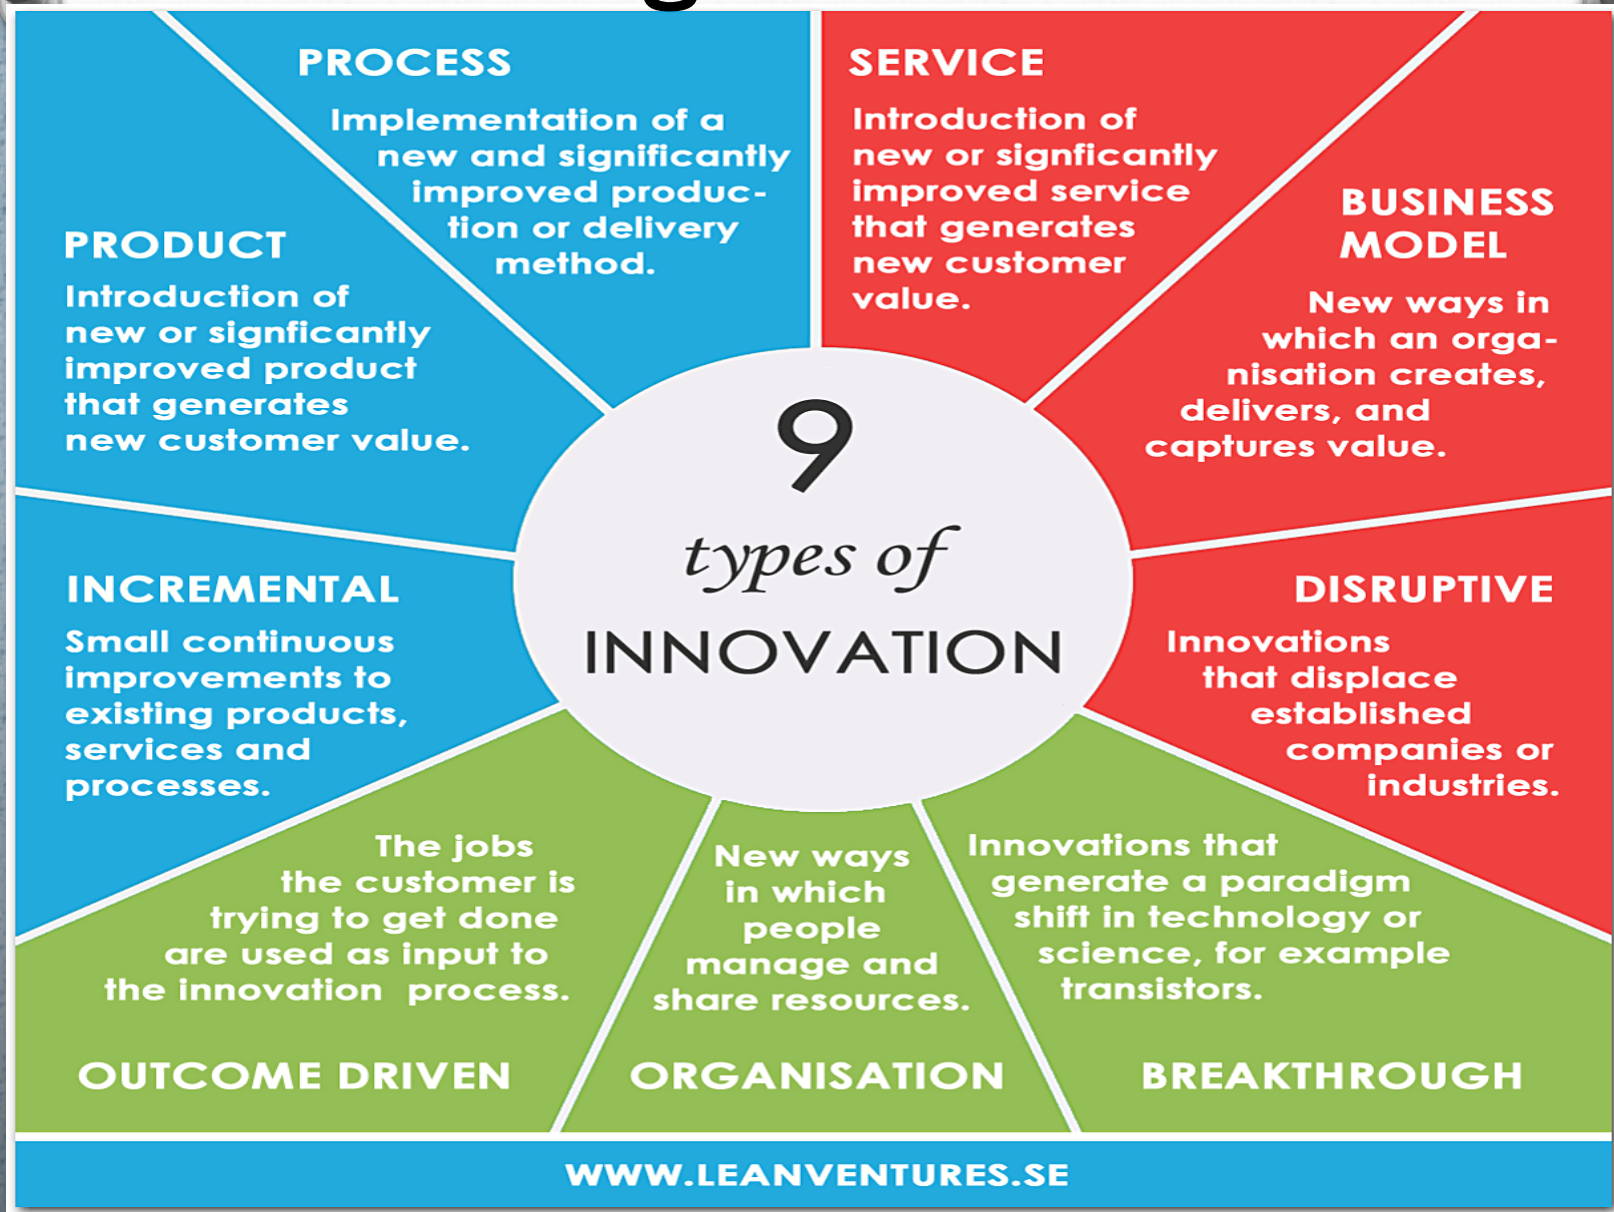 PROCESS
Implementation of a
new and significantly
improved produc-
tion or delivery
method.
SERVICE
Introduction of
new or signficantly
improved service
that generates
new customer
value.
BUSINESS
MODEL
New ways in
which an orga-
nisation creates,
delivers, and
captures value.
PRODUCT
Introduction of
new or signficantly
improved product
that generates
new customer value.
9
types of
INNOVATION
INCREMENTAL
Small continuous
improvements to
existing products,
services and
processes.
DISRUPTIVE
Innovations
that displace
established
companies or
industries.
The jobs
the customer is
trying to get done
are used as input to
the innovation process.
OUTCOME DRIVEN
New ways
in which
people
manage and
share resources.
ORGANISATION
Innovations that
generate a paradigm
shift in technology or
science, for example
transistors.
BREAKTHROUGH
WWW.LEANVENTURES.SE